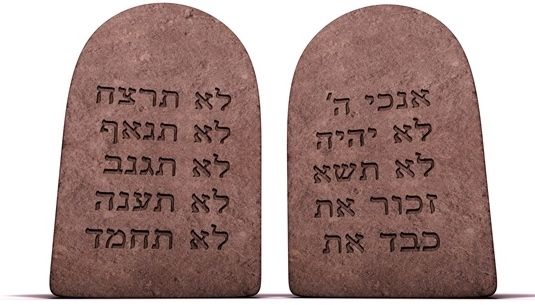 אנכי ה'
לא יהיה
לא תשא
זכור את
כבד את
לא תרצח
לא תנאף
לא תגנב
לא תענה
לא תחמד